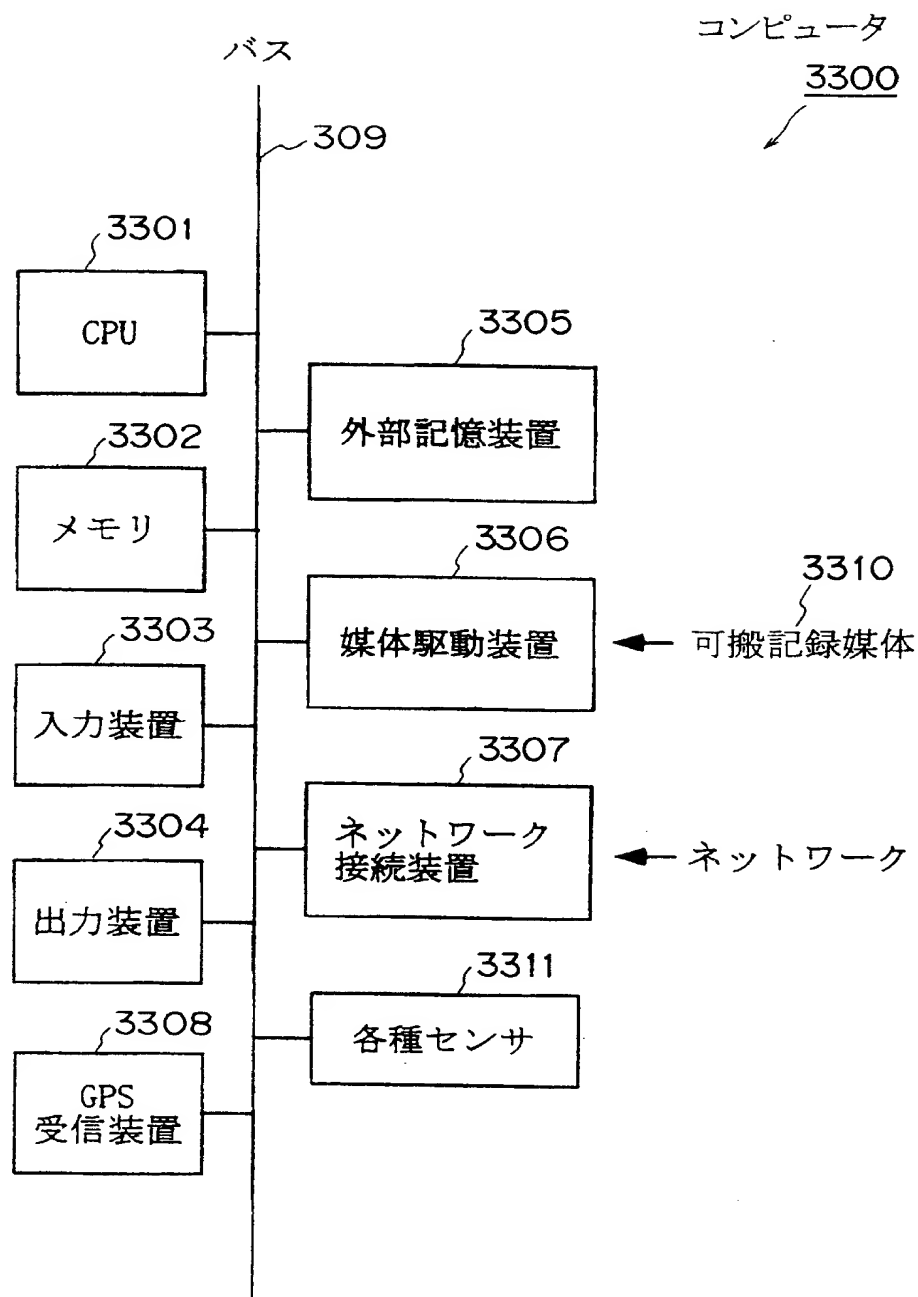 コンピュータ
3300
バス
309
3301
CPU
3305
外部記憶装置
3302
メモリ
3306
媒体駆動装置
3310
可搬記録媒体
3303
入力装置
3307
ネットワーク
接続装置
ネットワーク
3304
出力装置
3311
各種センサ
3308
GPS
受信装置